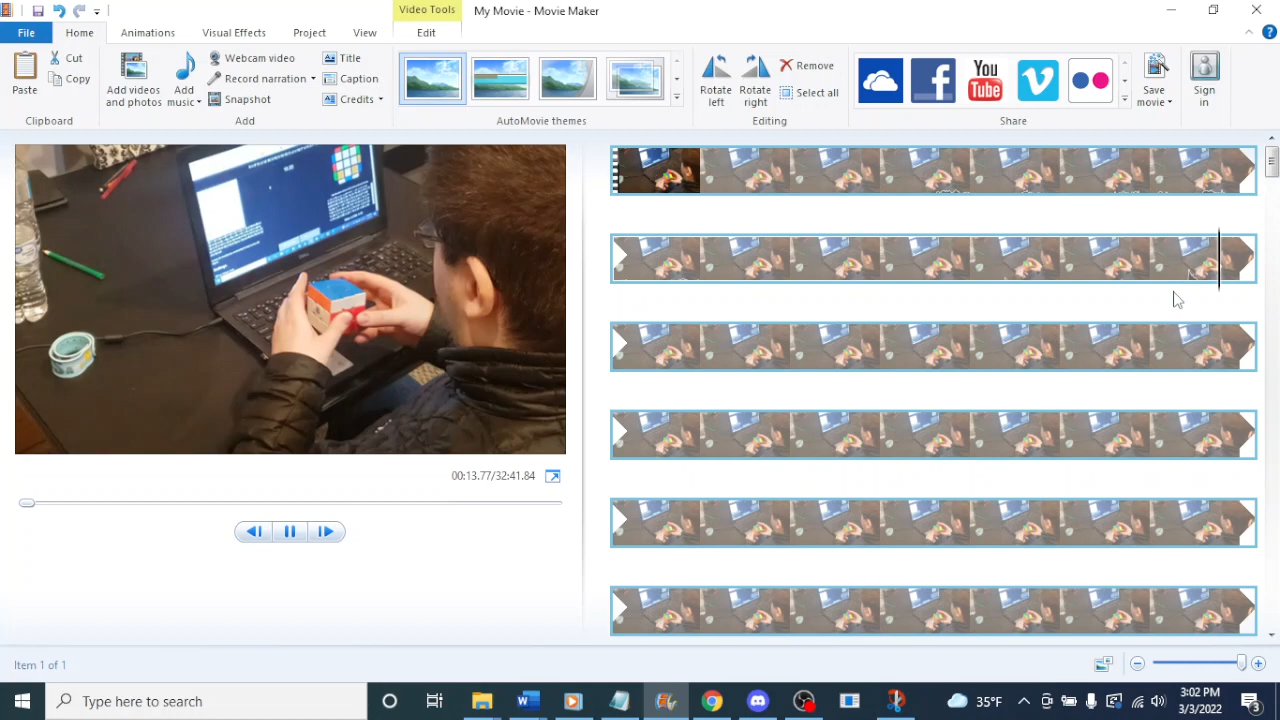 Video Tools
My Movie - Movie Maker
File
Home
Animations
Visual Effects
Project
View
Edit
Paste
Cut
Copy
Clipboard
Add videos
and photos
Add
music
Webcam video
Record narration
Snapshot
Title
Caption
Credits
Add
AutoMovie themes
Rotate
left
Rotate
right
Remove
Select all
Editing
You
Tube
Share
Save
movie
Sign
in
00:13.77/32:41.84
Item 1 of 1
Type here to search
35°F
3:02 PM
3/3/2022
3